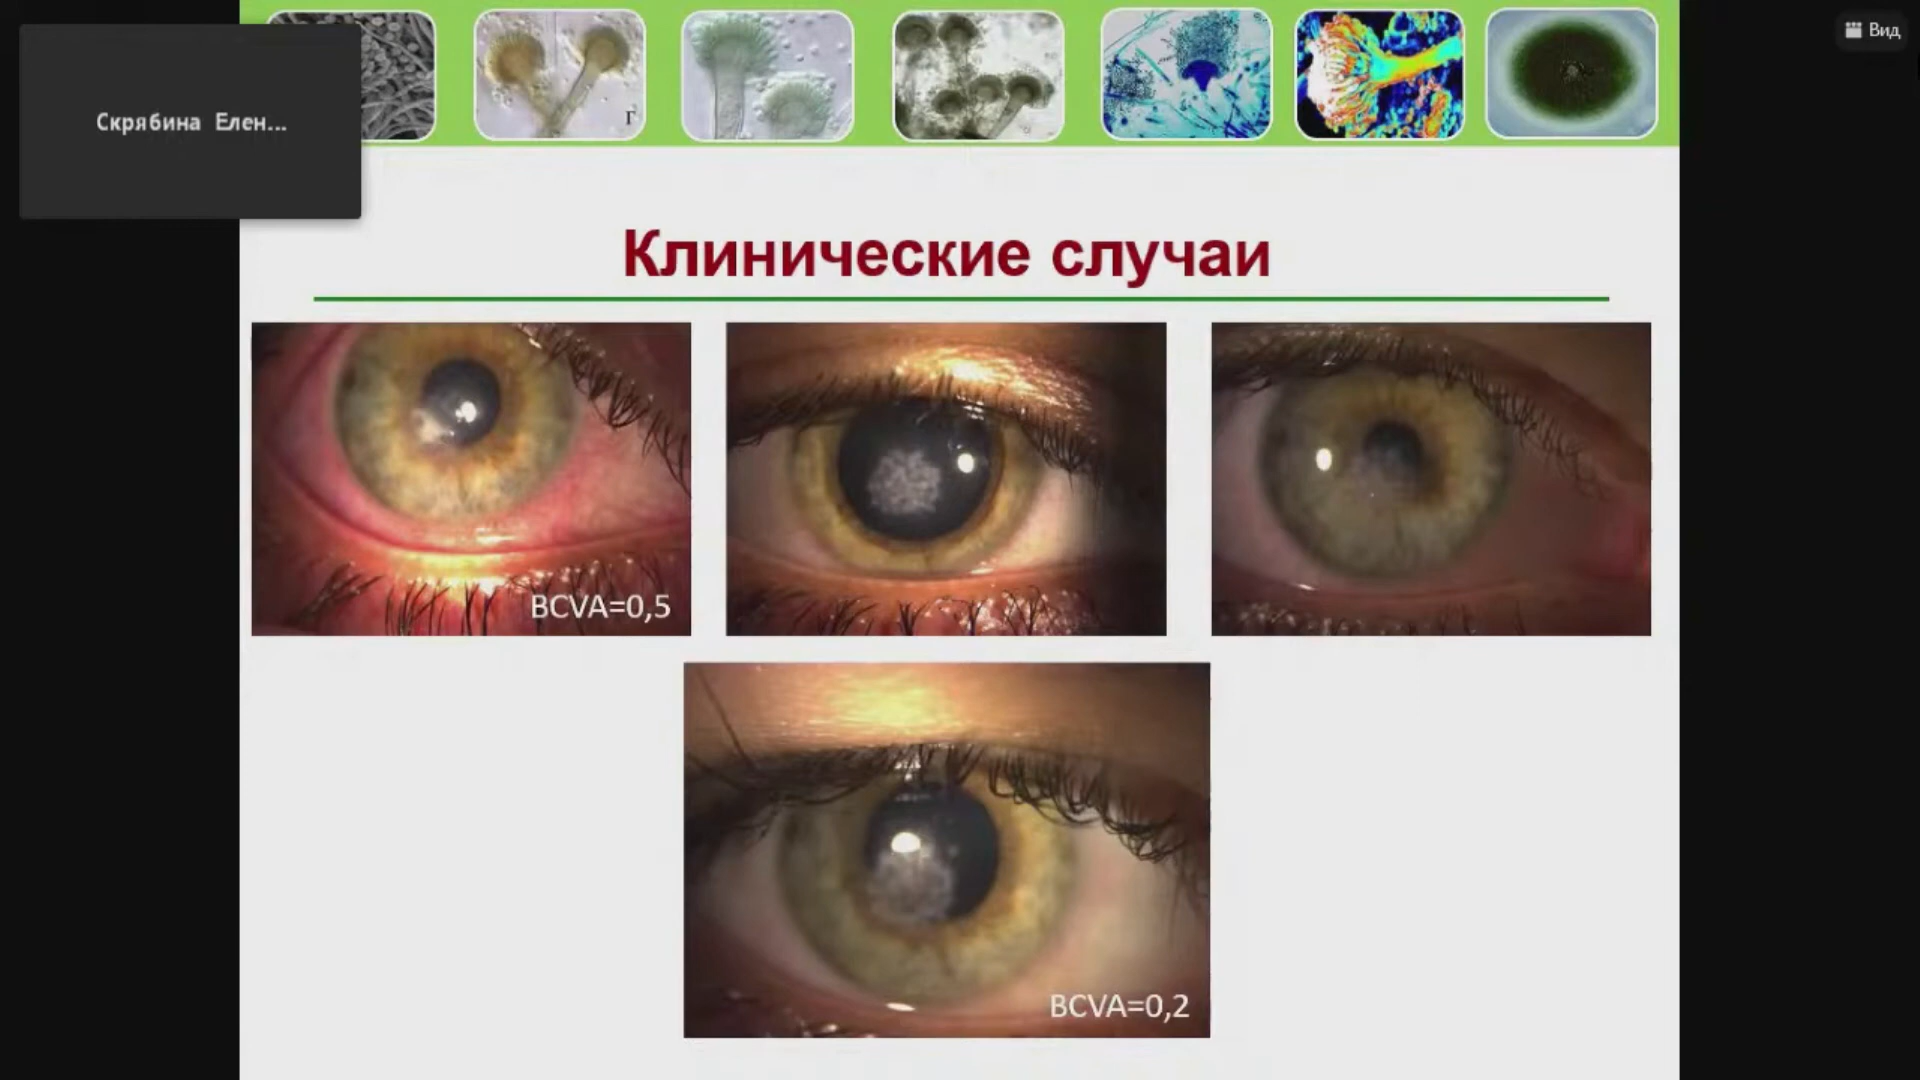 Вид
Скрябина Елен...
г
Клинические случаи
BCVA=0,5
BCVA=0,2